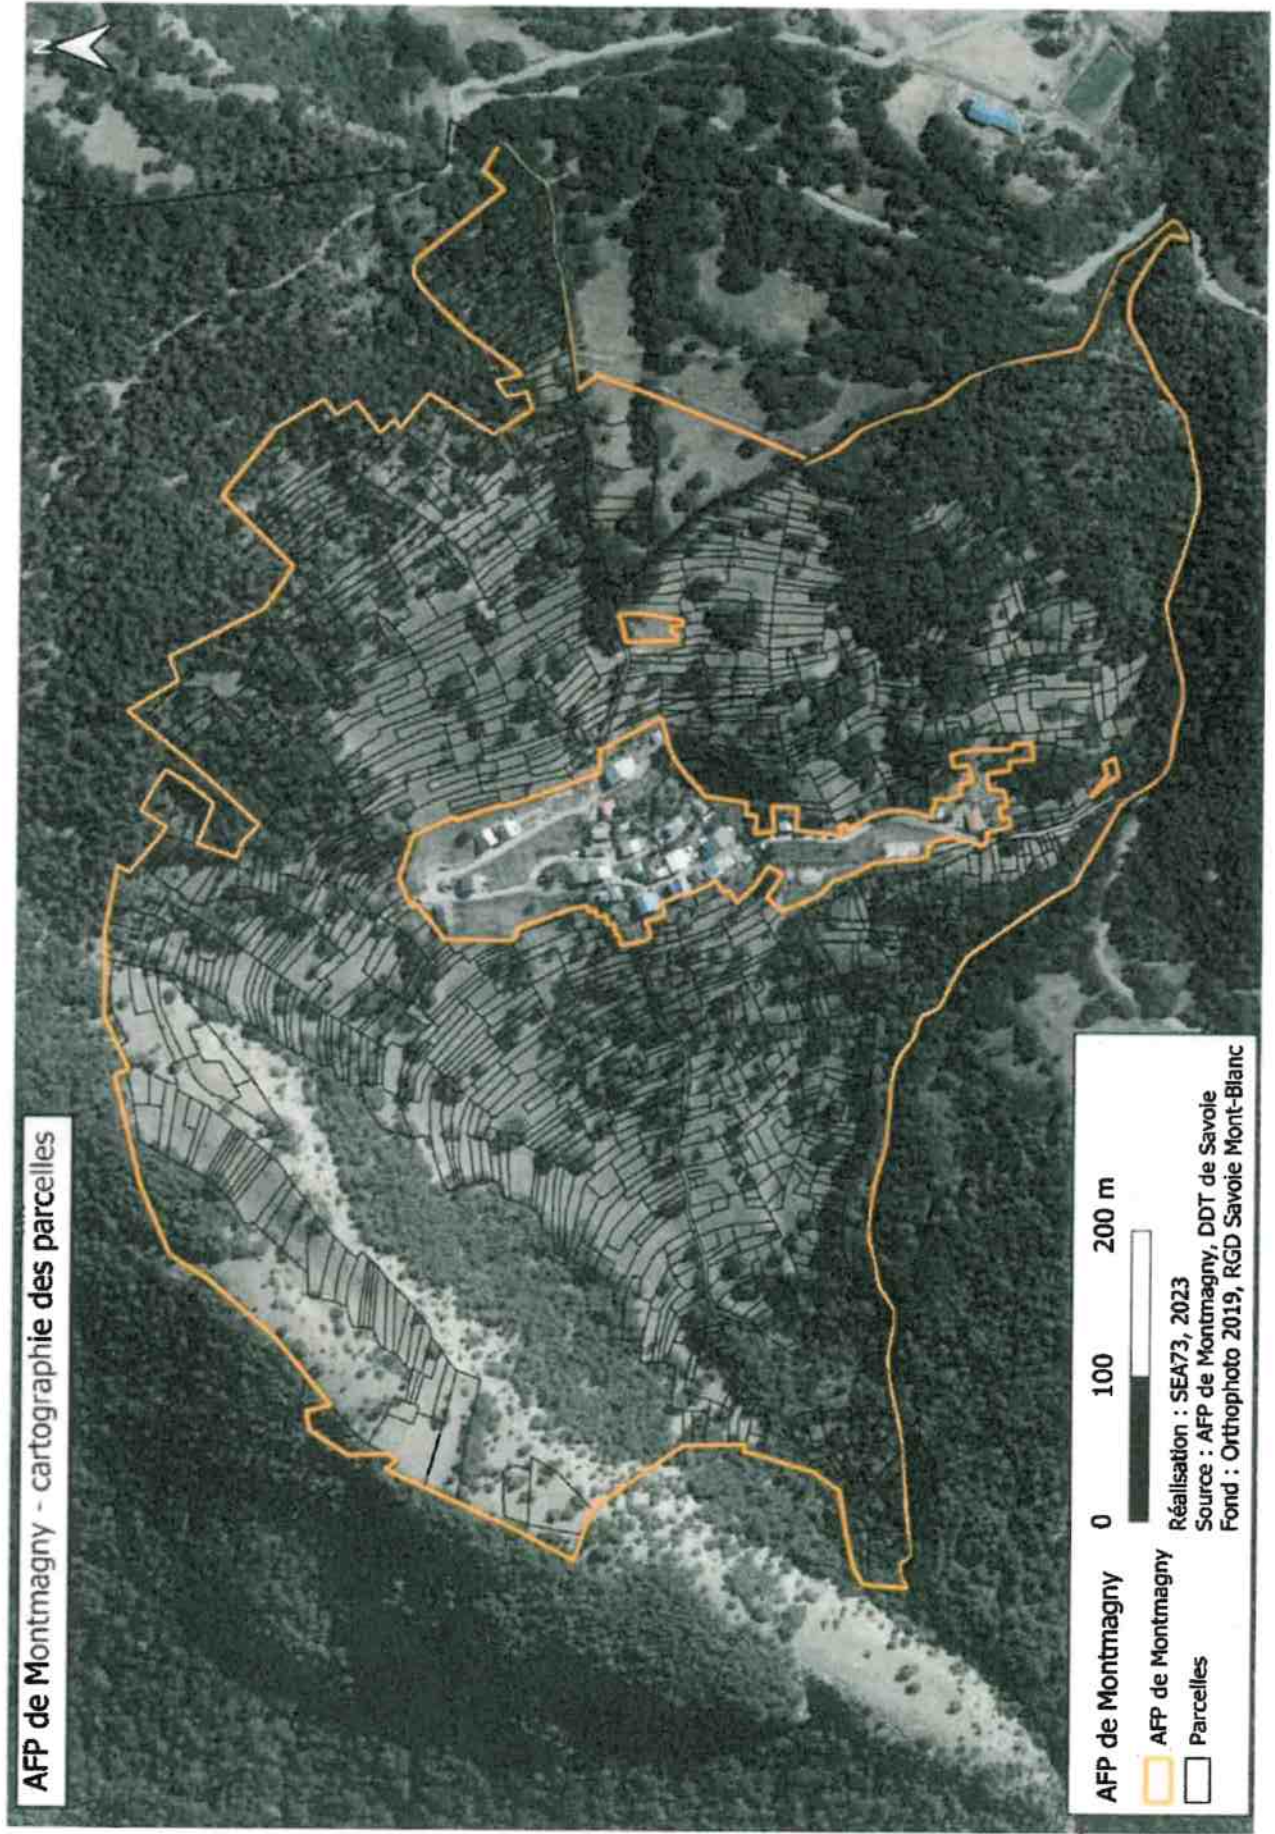 AFP de Montmagny - cartographie des parcelles
N
AFP de Montmagny
AFP de Montmagny
Parcelles
0 100 200 m
Réalisation : SEA73, 2023
Source : AFP de Montmagny, DDT de Savoie
Fond : Orthophoto 2019, RGD Savoie Mont-Blanc